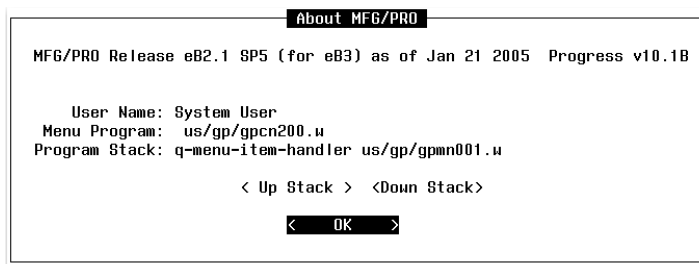 About MFG/PRO
MFG/PRO Release eB2.1 SP5 (for eB3) as of Jan 21 2005 Progress v10.1B
User Name: System User
Menu Program: us/gp/gpcn200.w
Program Stack: q-menu-item-handler us/gp/gpmn001.w
< Up Stack > <Down Stack>
< OK >